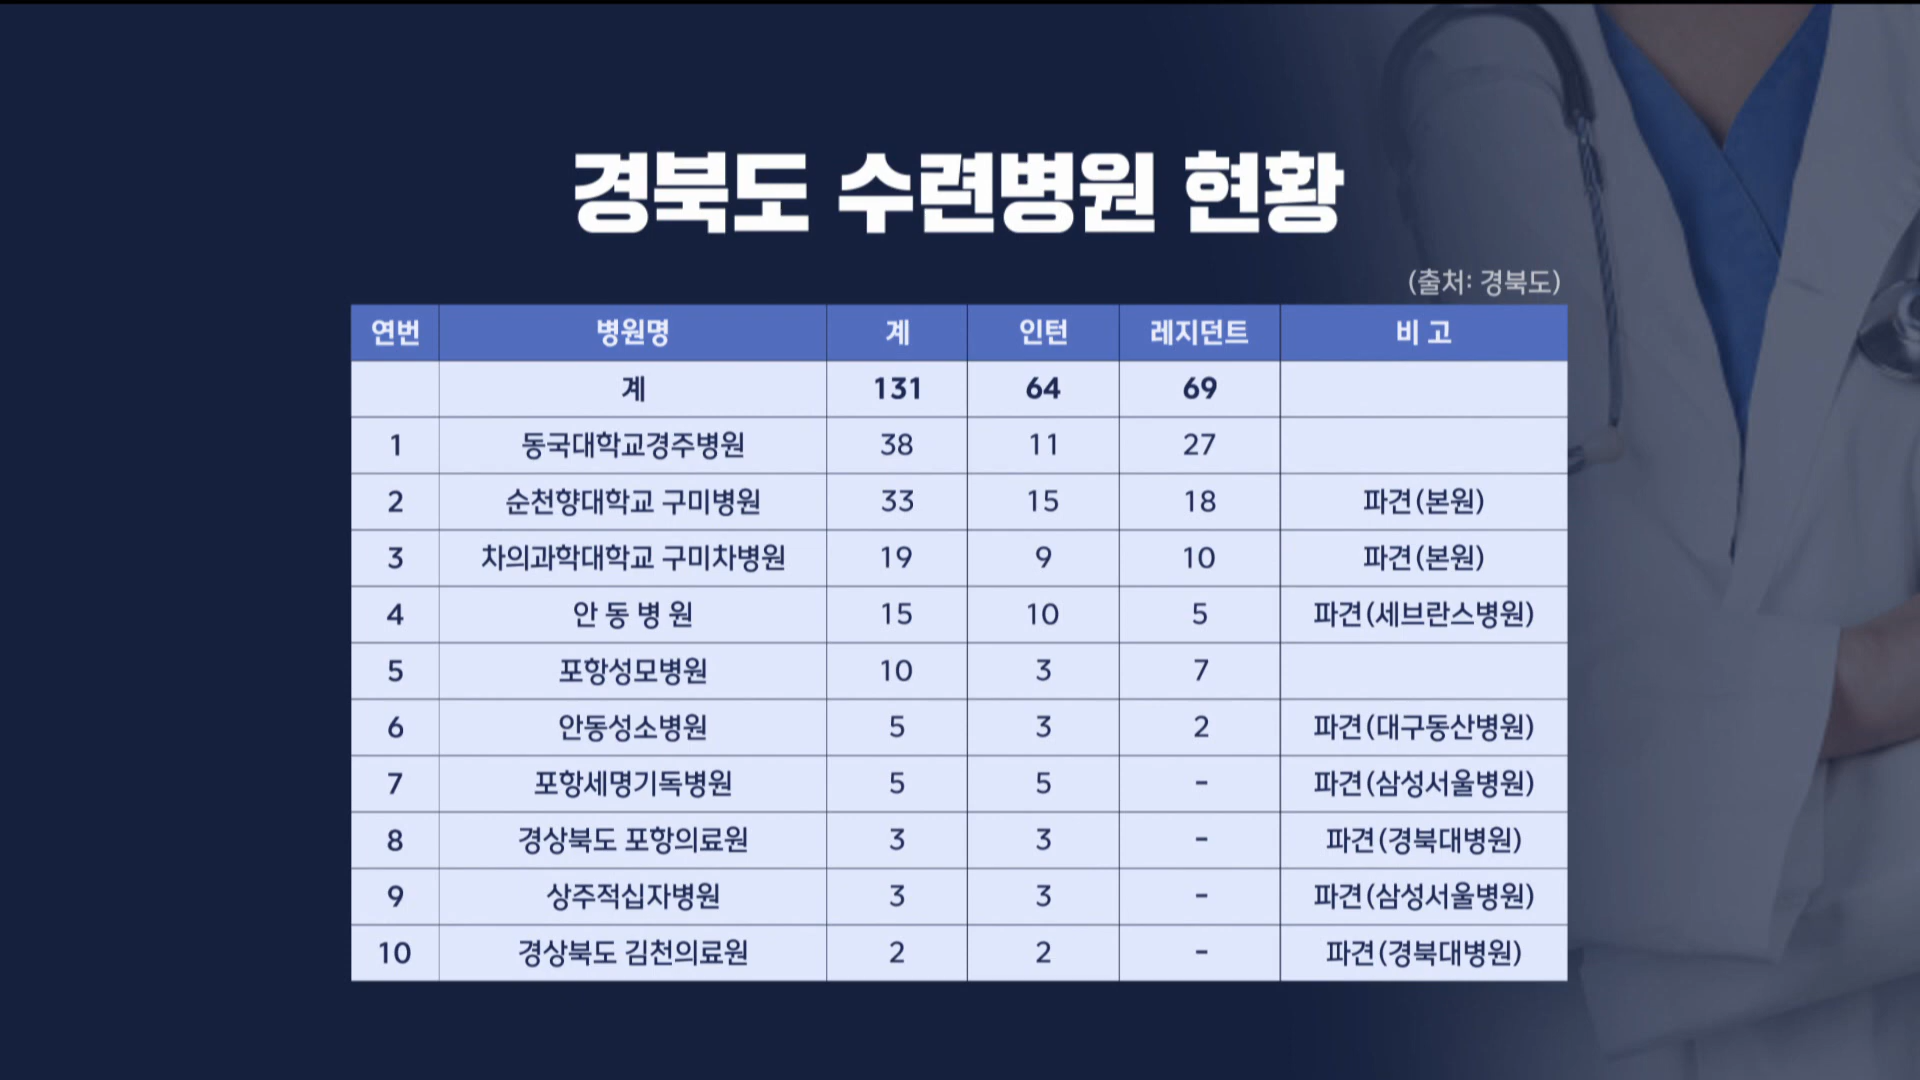 경북도 수련병원 현황
(출처: 경북도)
연번 병원명 계 인턴 레지던트 비 고
계 131 64 69
1 동국대학교경주병원 38 11 27
2 순천향대학교 구미병원 33 15 18 파견(본원)
3 차의과학대학교 구미차병원 19 9 10 파견(본원)
4 안 동 병 원 15 10 5 파견(세브란스병원)
5 포항성모병원 10 3 7
6 안동성소병원 5 3 2 파견(대구동산병원)
7 포항세명기독병원 5 5 - 파견(삼성서울병원)
8 경상북도 포항의료원 3 3 - 파견(경북대병원)
9 상주적십자병원 3 3 - 파견(삼성서울병원)
10 경상북도 김천의료원 2 2 - 파견(경북대병원)